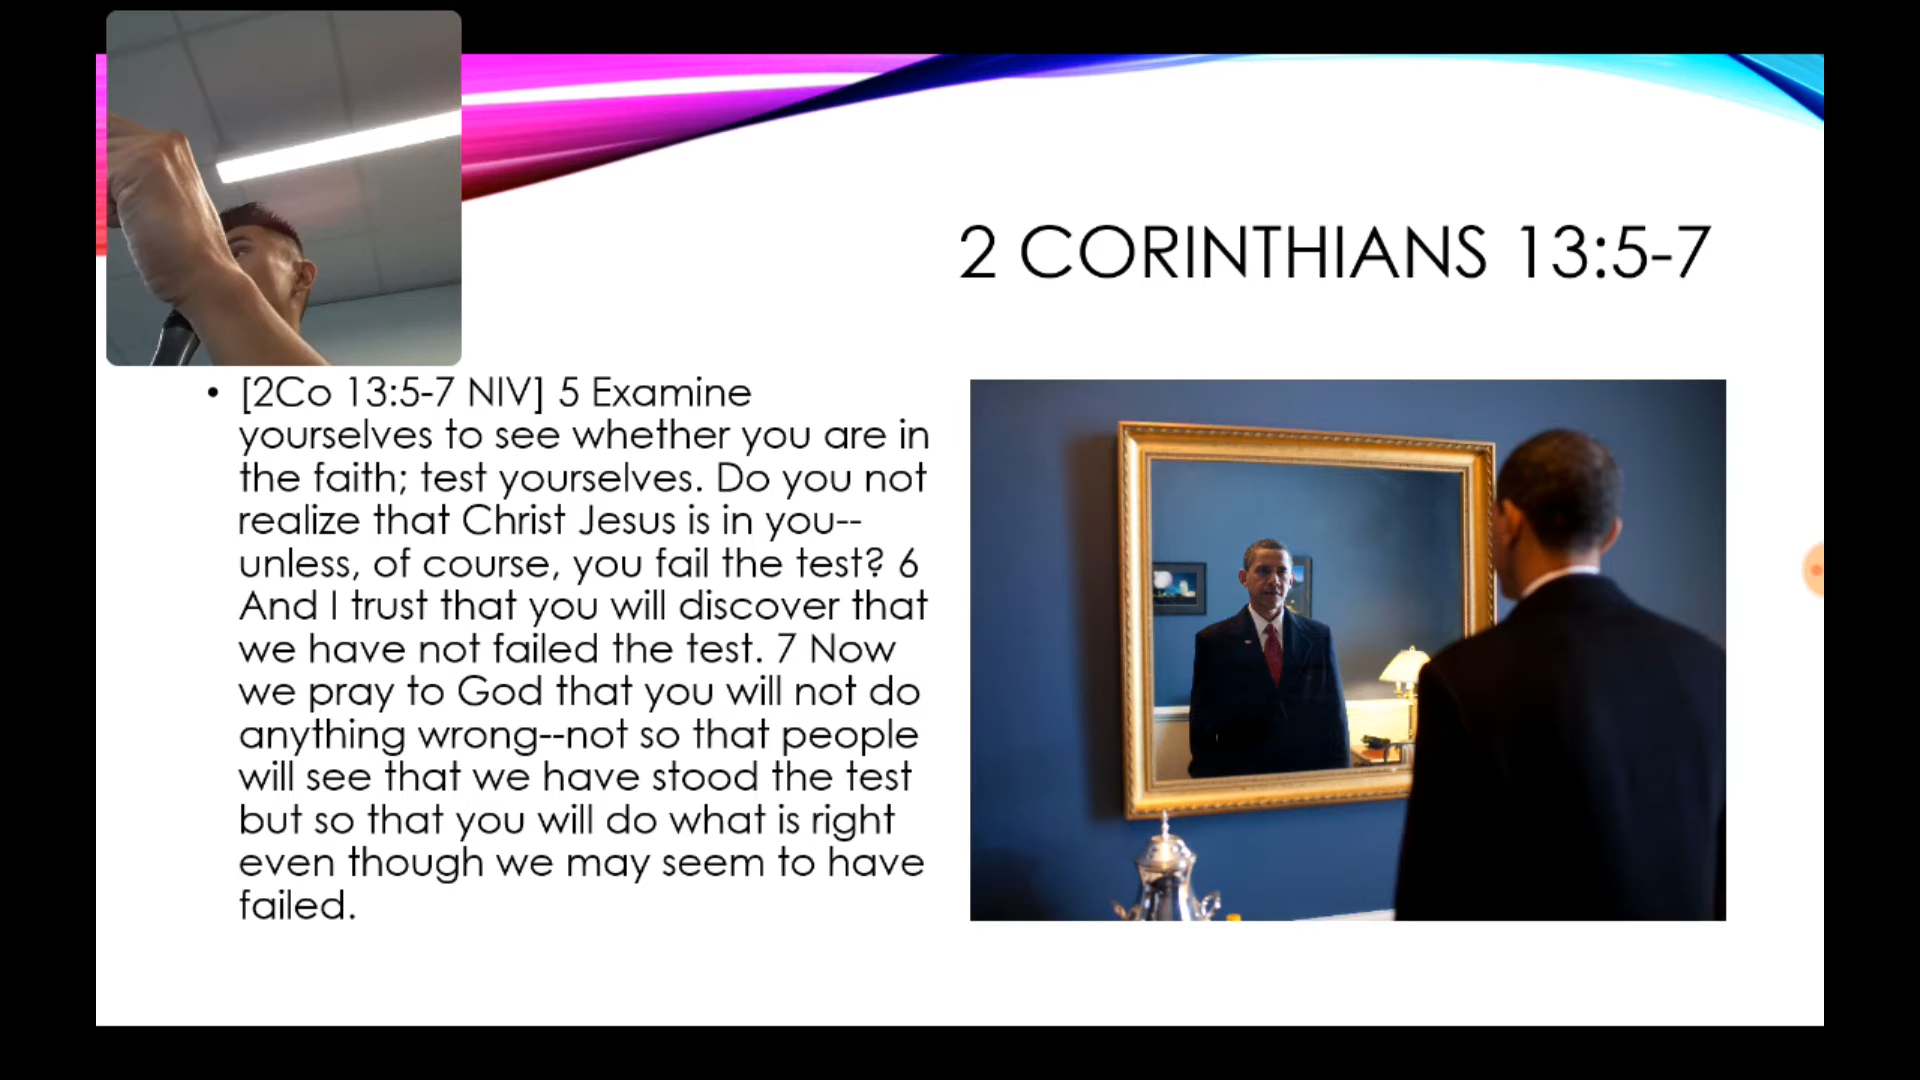 2 CORINTHIANS 13:5-7
• [2Co 13:5-7 NIV] 5 Examine
yourselves to see whether you are in
the faith; test yourselves. Do you not
realize that Christ Jesus is in you--
unless, of course, you fail the test? 6
And I trust that you will discover that
we have not failed the test. 7 Now
we pray to God that you will not do
anything wrong--not so that people
will see that we have stood the test
but so that you will do what is right
even though we may seem to have
failed.